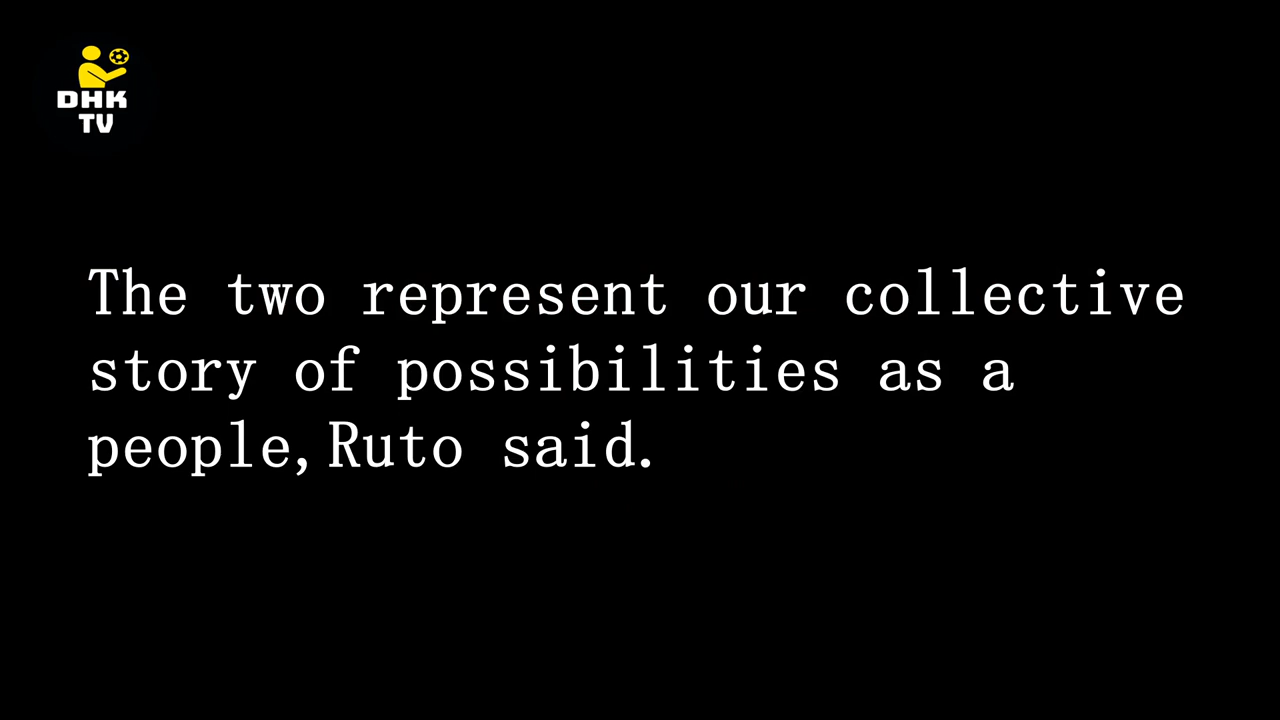 DHK
TV
The two represent our collective
story of possibilities as a
people,Ruto said.